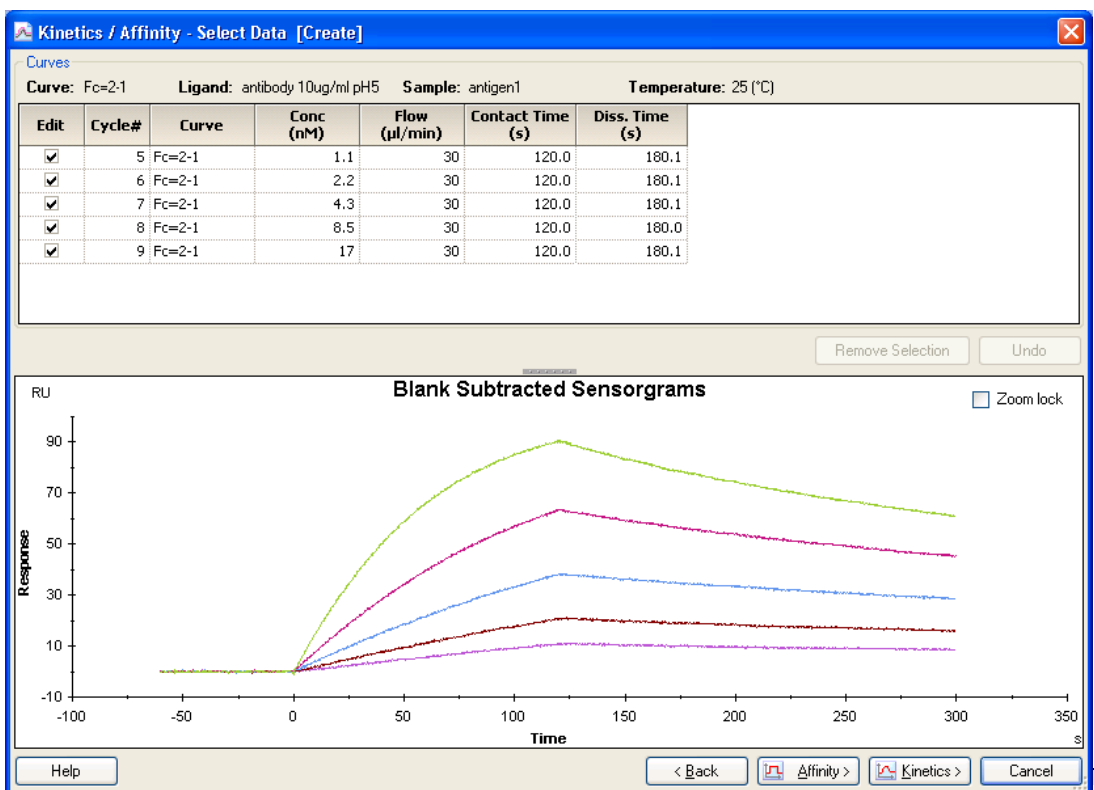 Kinetics / Affinity - Select Data [Create]
Curves
Curve: Fc=2-1 Ligand: antibody 10ug/ml pH5 Sample: antigen1 Temperature: 25 (°C)
Edit Cycle# Curve Conc (nM) Flow (µl/min) Contact Time (s) Diss. Time (s)
5 Fc=2-1 1.1 30 120.0 180.1
6 Fc=2-1 2.2 30 120.0 180.1
7 Fc=2-1 4.3 30 120.0 180.1
8 Fc=2-1 8.5 30 120.0 180.0
9 Fc=2-1 17 30 120.0 180.1
Remove Selection Undo
RU Blank Subtracted Sensorgrams Zoom lock
90
70
50
30
10
-10
Response
-100 -50 0 50 100 150 200 250 300 350
Time s
Help < Back Affinity > Kinetics > Cancel